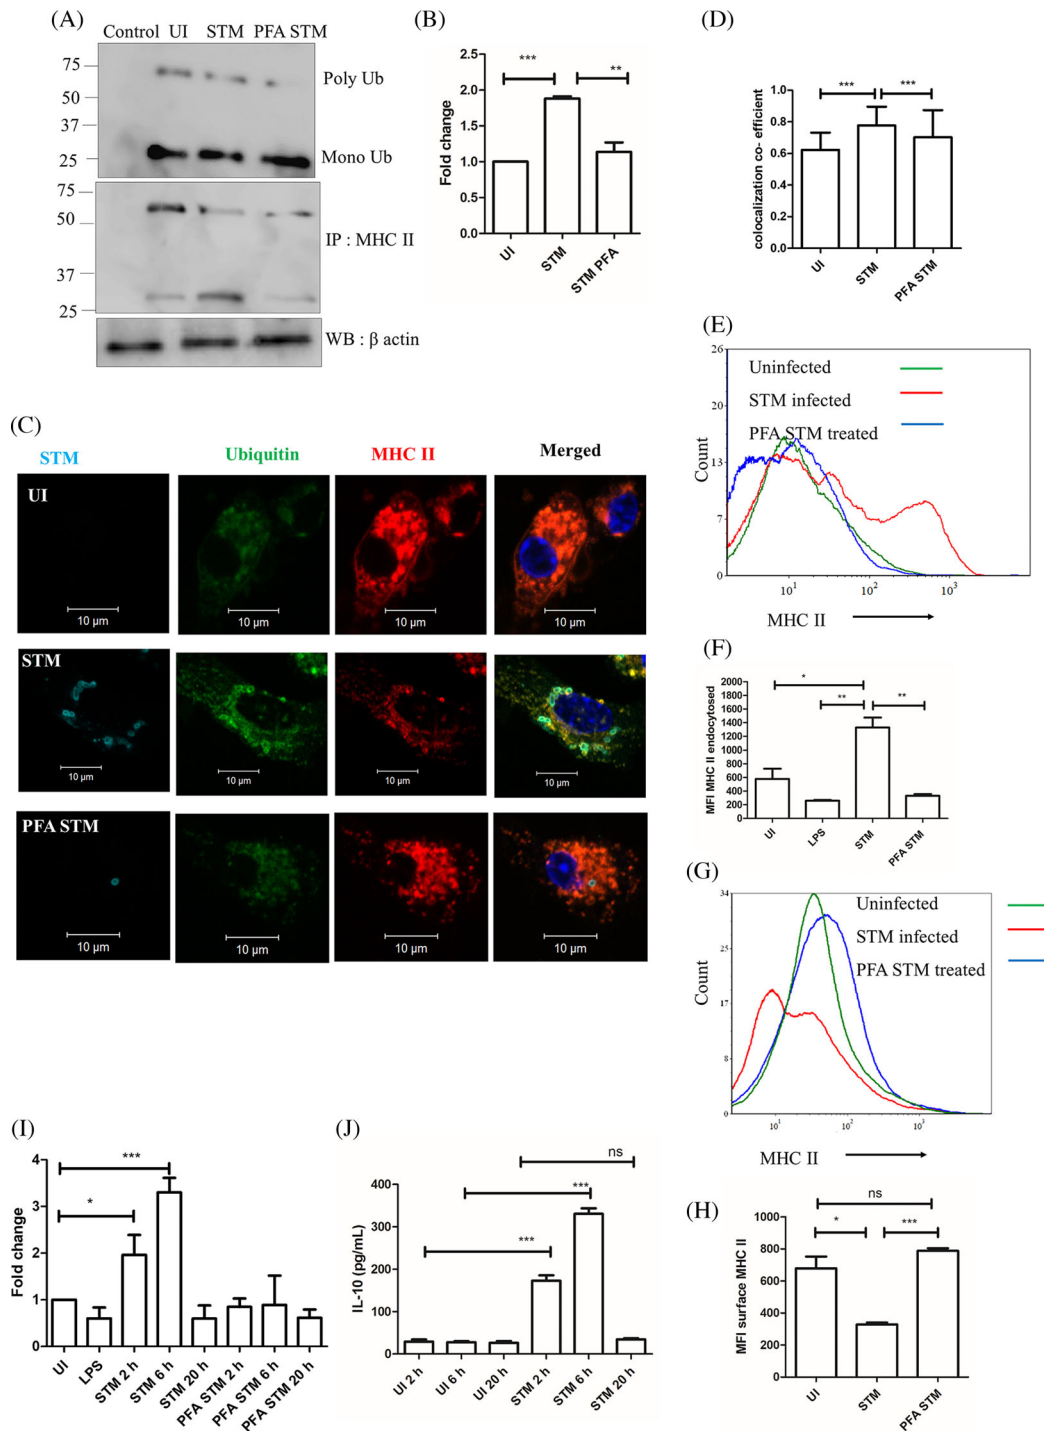 (A)
Control UI STM PFA STM
75
50
37
25
Poly Ub
Mono Ub
75
50
37
25
IP : MHC II
WB : β actin
(B)
Fold change
2.5
2.0
1.5
1.0
0.5
0.0
***
**
UI
STM
STM PFA
(D)
colocalization co- efficient
1.0
0.8
0.6
0.4
0.2
0.0
***
***
UI
STM
PFA STM
(C)
STM
Ubiquitin
MHC II
Merged
UI
10 µm
10 µm
10 µm
10 µm
STM
10 µm
10 µm
10 µm
10 µm
PFA STM
10 µm
10 µm
10 µm
10 µm
(E)
Uninfected
STM infected
PFA STM treated
Count
26
20
13
7
0
10¹
10²
10³
MHC II
(F)
MFI MHC II endocytosed
2000
1800
1600
1400
1200
1000
800
600
400
200
0
*
**
**
UI
LPS
STM
PFA STM
(G)
Uninfected
STM infected
PFA STM treated
Count
34
25
17
8
0
10¹
10²
10³
MHC II
(I)
Fold change
4
3
2
1
0
***
*
UI
LPS
STM 2 h
STM 6 h
STM 20 h
PFA STM 2 h
PFA STM 6 h
PFA STM 20 h
(J)
IL-10 (pg/mL)
400
300
200
100
0
ns
***
***
UI 2 h
UI 6 h
UI 20 h
STM 2 h
STM 6 h
STM 20 h
(H)
MFI surface MHC II
1000
800
600
400
200
0
ns
*
***
UI
STM
PFA STM